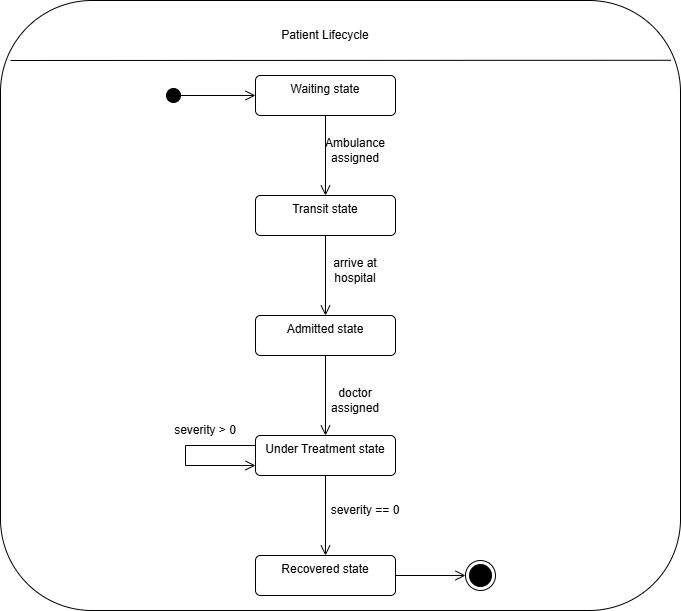 Patient Lifecycle
Waiting state
Ambulance
assigned
Transit state
arrive at
hospital
Admitted state
doctor
assigned
severity > 0
Under Treatment state
severity == 0
Recovered state